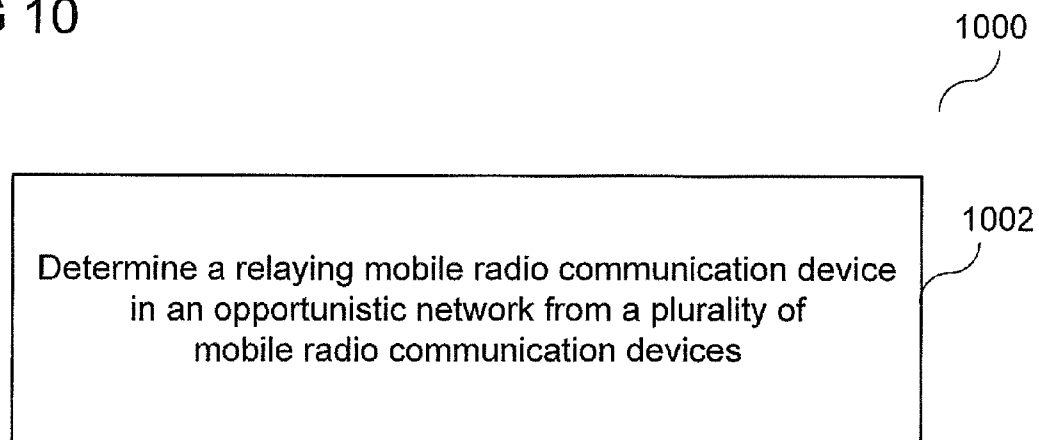 10
1000
1002
Determine a relaying mobile radio communication device
in an opportunistic network from a plurality of
mobile radio communication devices